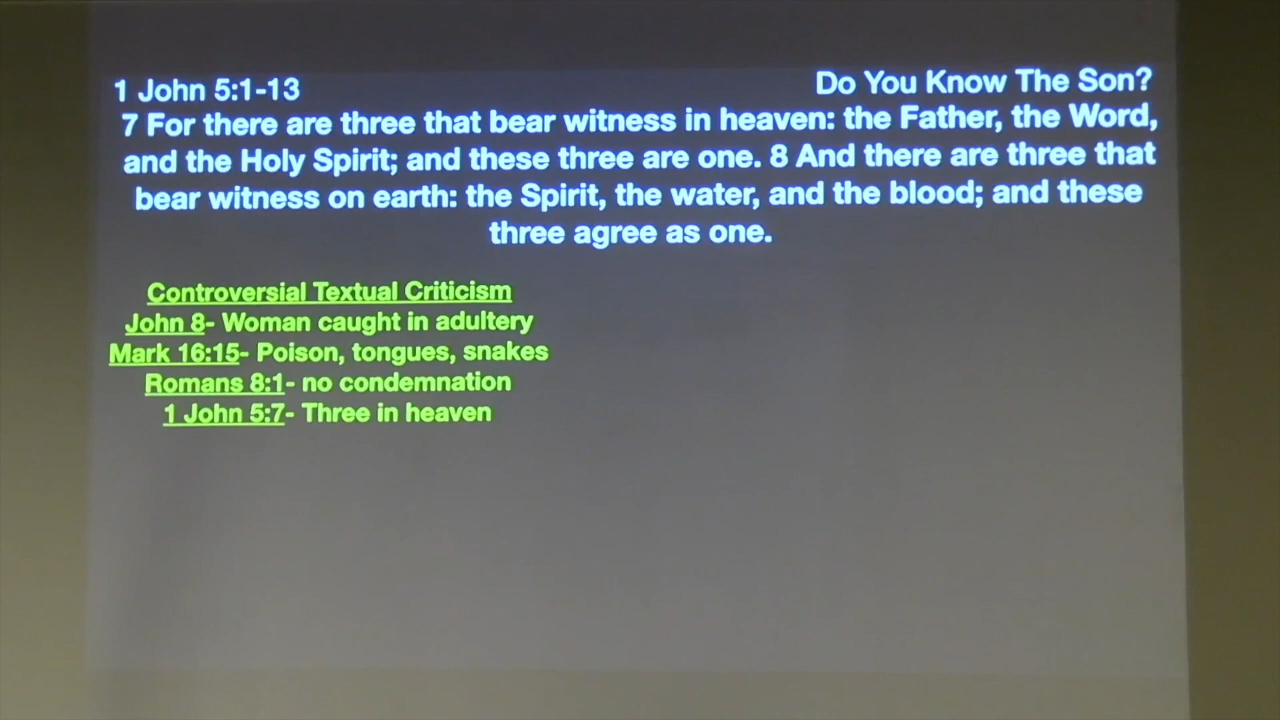 1 John 5:1-13
Do You Know The Son?
7 For there are three that bear witness in heaven: the Father, the Word,
and the Holy Spirit; and these three are one. 8 And there are three that
bear witness on earth: the Spirit, the water, and the blood; and these
three agree as one.
Controversial Textual Criticism
John 8- Woman caught in adultery
Mark 16:15- Poison, tongues, snakes
Romans 8:1- no condemnation
1 John 5:7- Three in heaven